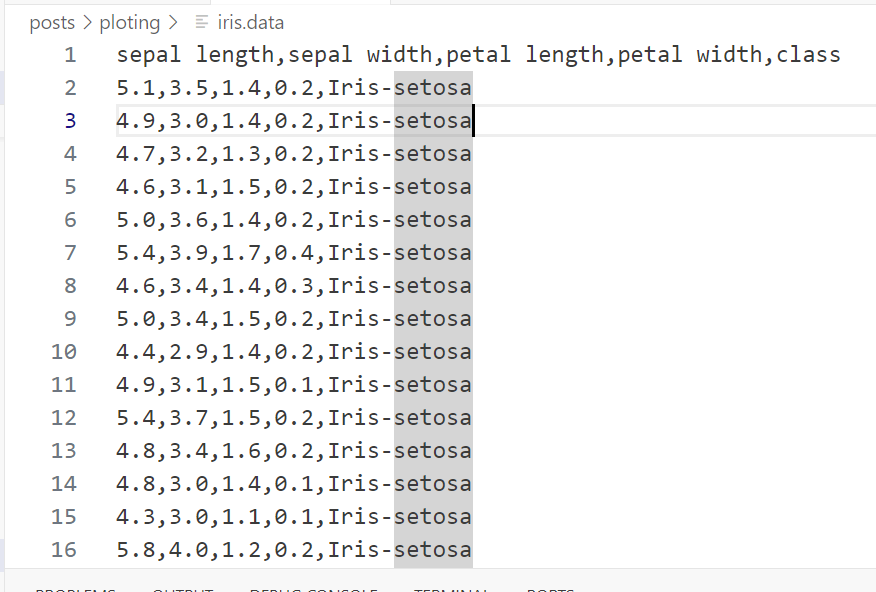 posts > ploting > iris.data
1 sepal length,sepal width,petal length,petal width,class
2 5.1,3.5,1.4,0.2,Iris-setosa
3 4.9,3.0,1.4,0.2,Iris-setosa
4 4.7,3.2,1.3,0.2,Iris-setosa
5 4.6,3.1,1.5,0.2,Iris-setosa
6 5.0,3.6,1.4,0.2,Iris-setosa
7 5.4,3.9,1.7,0.4,Iris-setosa
8 4.6,3.4,1.4,0.3,Iris-setosa
9 5.0,3.4,1.5,0.2,Iris-setosa
10 4.4,2.9,1.4,0.2,Iris-setosa
11 4.9,3.1,1.5,0.1,Iris-setosa
12 5.4,3.7,1.5,0.2,Iris-setosa
13 4.8,3.4,1.6,0.2,Iris-setosa
14 4.8,3.0,1.4,0.1,Iris-setosa
15 4.3,3.0,1.1,0.1,Iris-setosa
16 5.8,4.0,1.2,0.2,Iris-setosa
PROBLEMS OUTPUT DEBUG CONSOLE TERMINAL PORTS